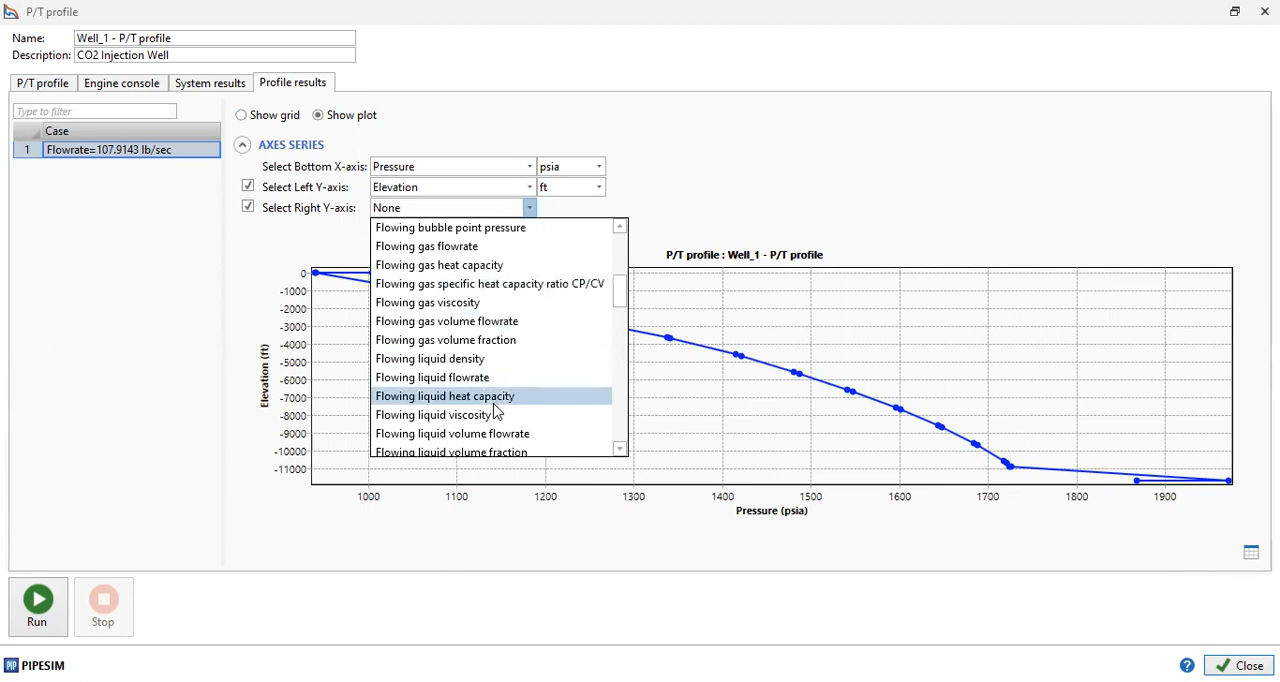 P/T profile
Name: Well_1 - P/T profile
Description: CO2 Injection Well
P/T profile Engine console System results Profile results
Type to filter
Case
1 Flowrate=107.9143 lb/sec
Show grid Show plot
AXES SERIES
Select Bottom X-axis: Pressure psia
Select Left Y-axis: Elevation ft
Select Right Y-axis: None
Flowing bubble point pressure
Flowing gas flowrate
Flowing gas heat capacity
Flowing gas specific heat capacity ratio CP/CV
Flowing gas viscosity
Flowing gas volume flowrate
Flowing gas volume fraction
Flowing liquid density
Flowing liquid flowrate
Flowing liquid heat capacity
Flowing liquid viscosity
Flowing liquid volume flowrate
Flowing liquid volume fraction
P/T profile : Well_1 - P/T profile
Elevation (ft)
0
-1000
-2000
-3000
-4000
-5000
-6000
-7000
-8000
-9000
-10000
-11000
1000 1100 1200 1300 1400 1500 1600 1700 1800 1900
Pressure (psia)
Run Stop
PIP PIPESIM
? Close